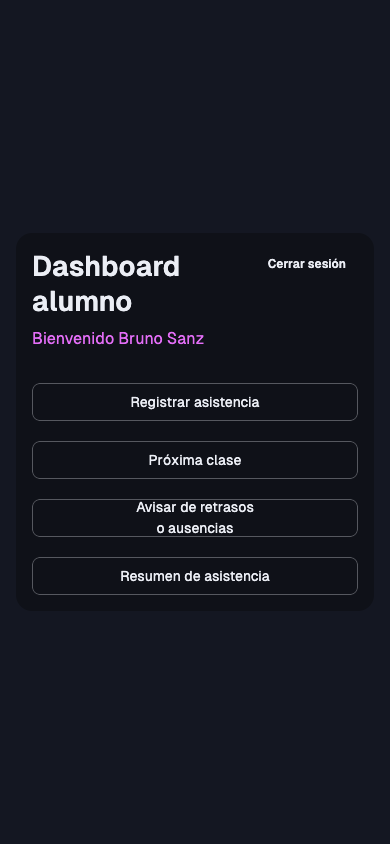 Dashboard
alumno
Cerrar sesión
Bienvenido Bruno Sanz
Registrar asistencia
Próxima clase
Avisar de retrasos
o ausencias
Resumen de asistencia